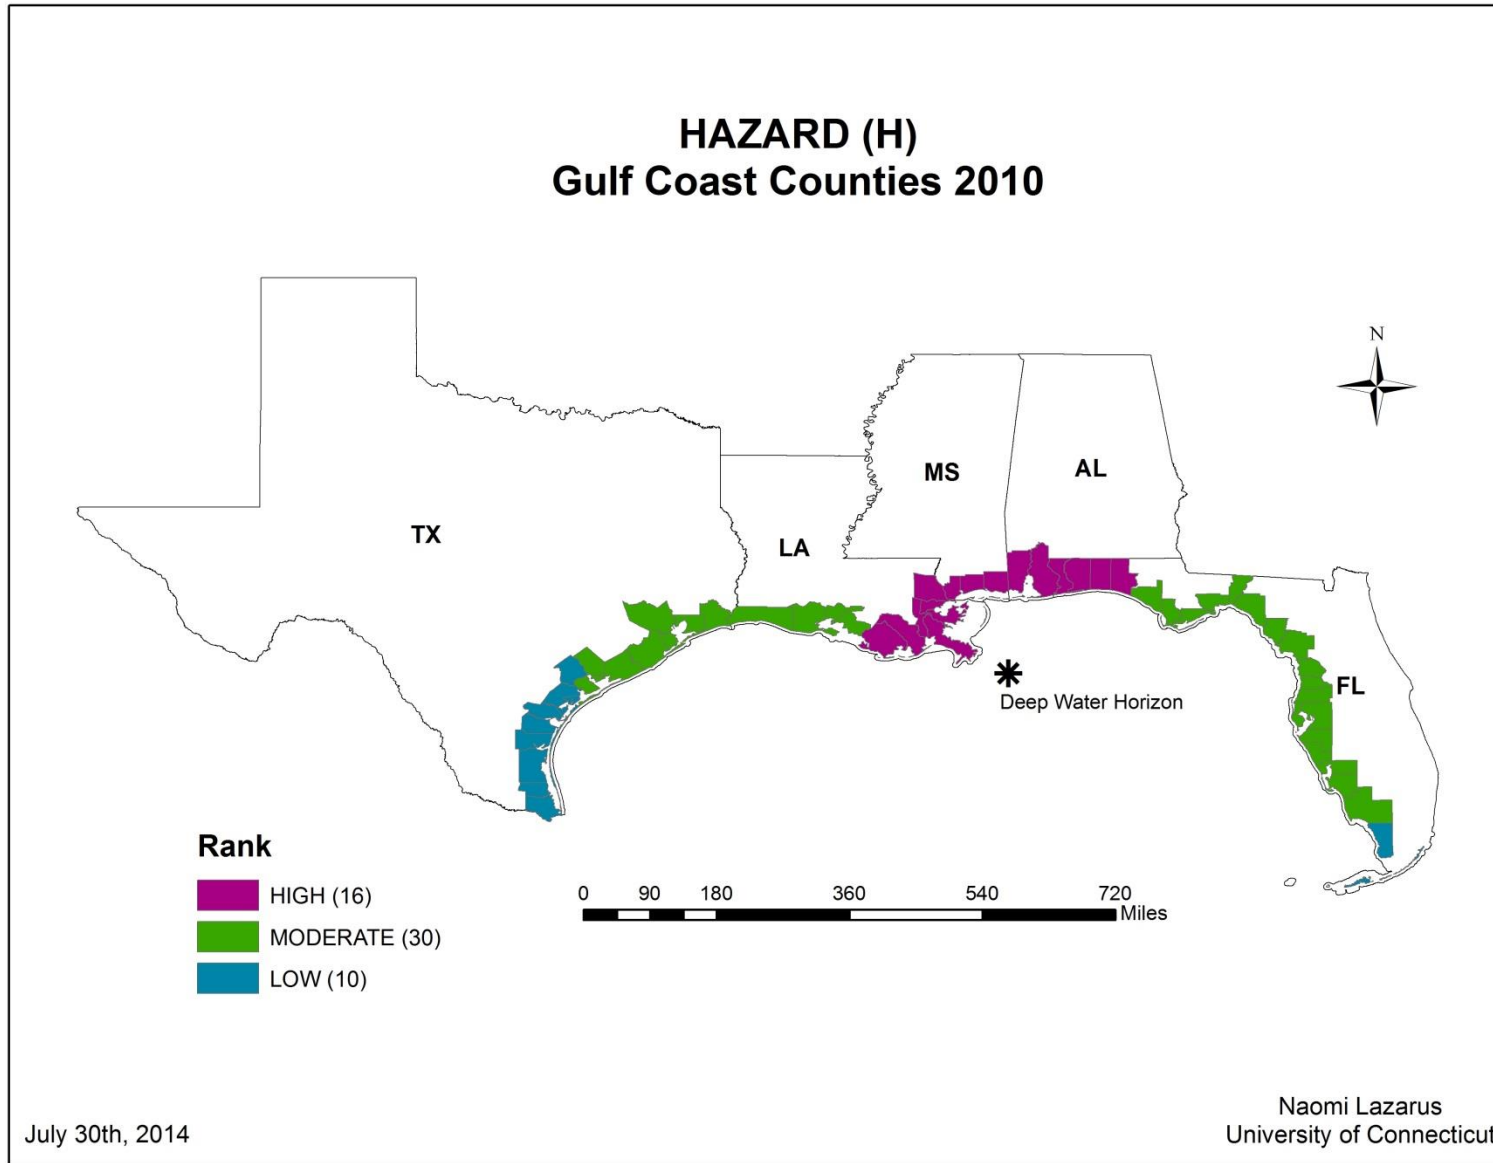 HAZARD (H)
Gulf Coast Counties 2010
N
MS
AL
TX
LA
FL
Deep Water Horizon
Rank
HIGH (16)
MODERATE (30)
LOW (10)
0 90 180 360 540 720
Miles
July 30th, 2014
Naomi Lazarus
University of Connecticut